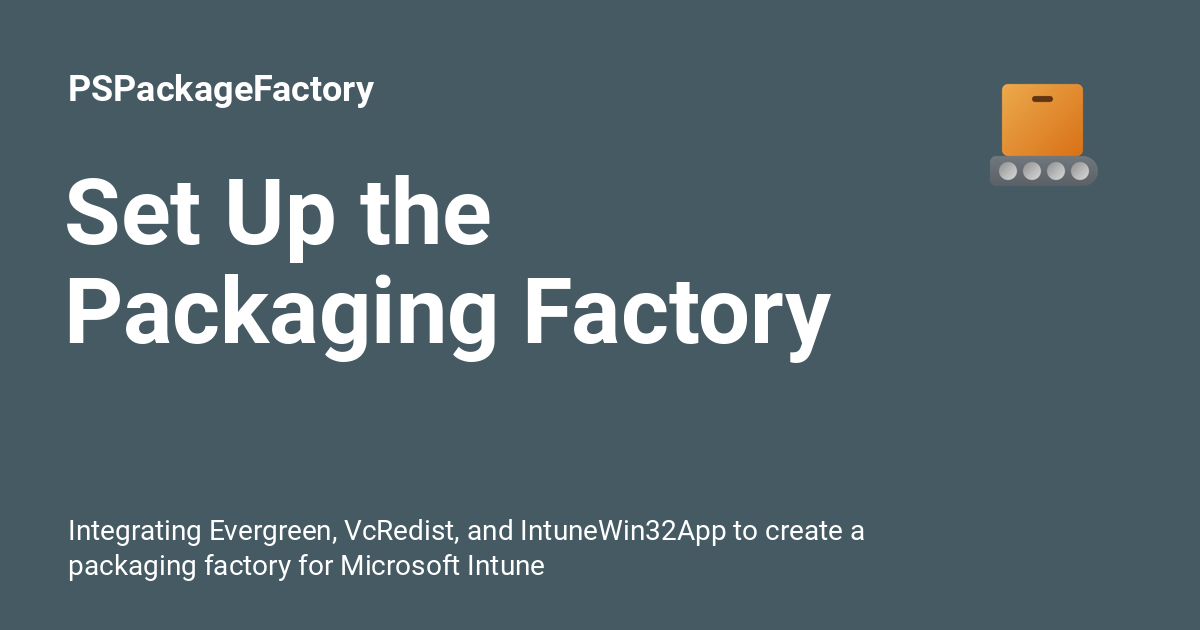 PSPackageFactory
Set Up the
Packaging Factory
Integrating Evergreen, VcRedist, and IntuneWin32App to create a
packaging factory for Microsoft Intune